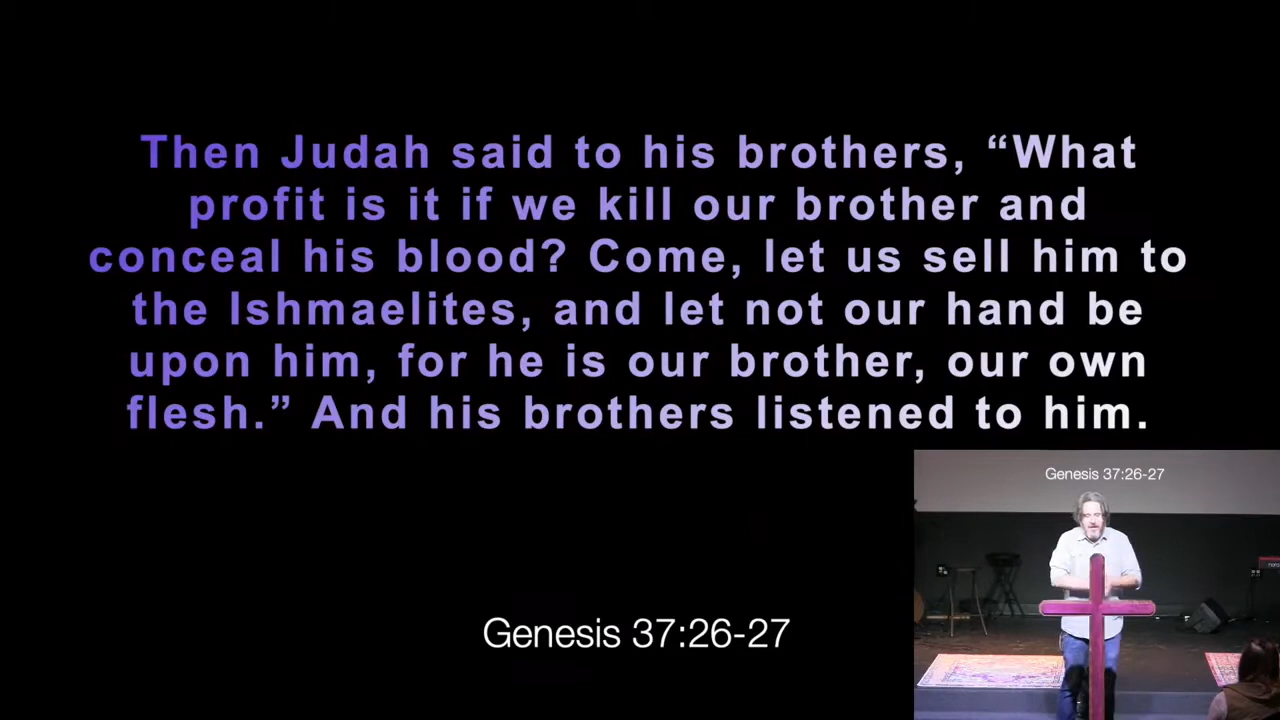 Then Judah said to his brothers, “What
profit is it if we kill our brother and
conceal his blood? Come, let us sell him to
the Ishmaelites, and let not our hand be
upon him, for he is our brother, our own
flesh.” And his brothers listened to him.
Genesis 37:26-27
Genesis 37:26-27